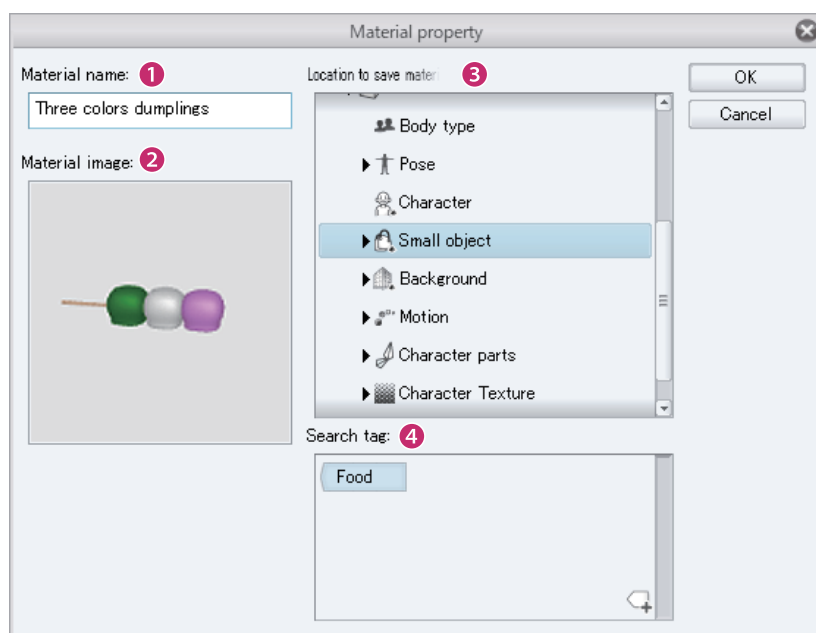 Material property
Material name: 1
Three colors dumplings
Material image: 2
Location to save mater 3
Body type
Pose
Character
Small object
Background
Motion
Character parts
Character Texture
Search tag: 4
Food
OK
Cancel